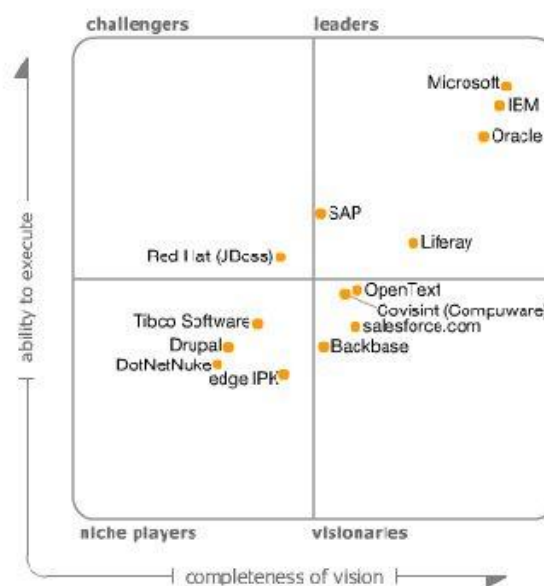 challengers
leaders
Microsoft
IBM
Oracle
SAP
Liferay
Red Hat (JBoss)
OpenText
Covisint (Compuware)
Tibco Software
salesforce.com
Drupal
Backbase
DotNetNuke
edge IPK
niche players
visionaries
ability to execute
completeness of vision